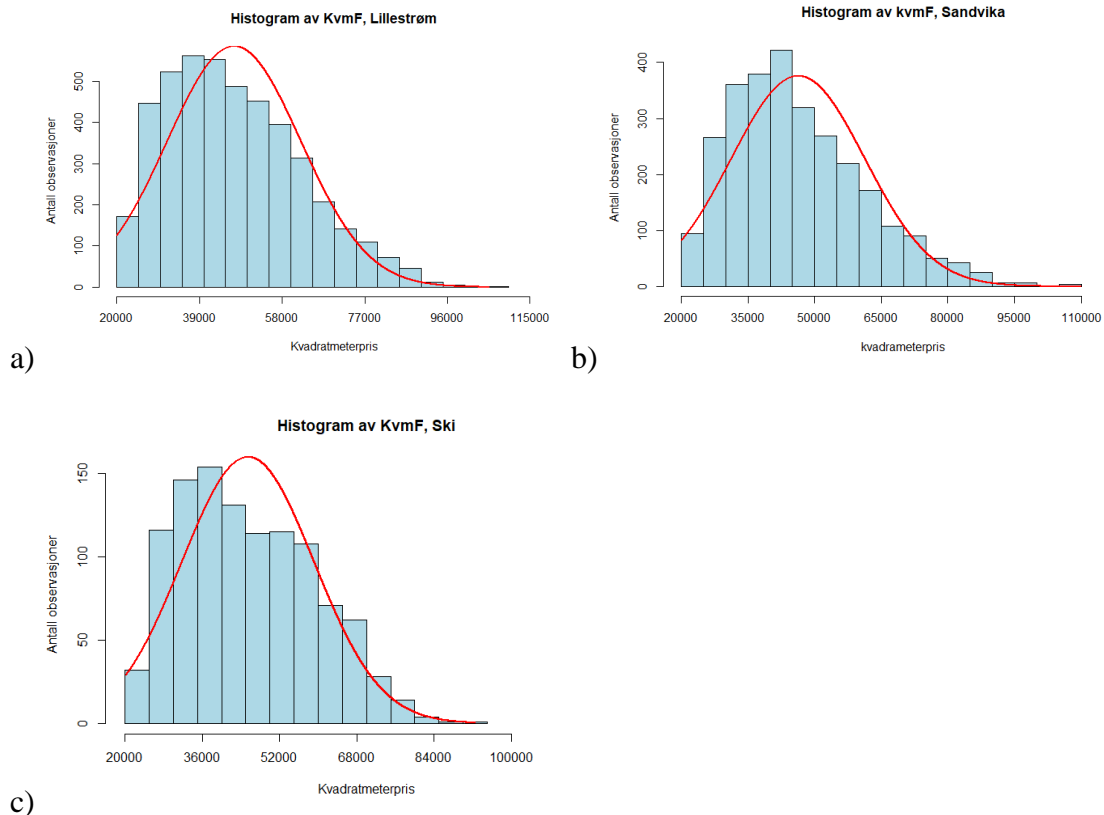 Histogram av KvmF, Lillestrøm
Antall observasjoner
0 100 200 300 400 500
20000 39000 58000 77000 96000 115000
Kvadratmeterpris
a)
Histogram av kvmF, Sandvika
Antall observasjoner
0 100 200 300 400
20000 35000 50000 65000 80000 95000 110000
kvadrameterpris
b)
Histogram av KvmF, Ski
Antall observasjoner
0 50 100 150
20000 36000 52000 68000 84000 100000
Kvadratmeterpris
c)